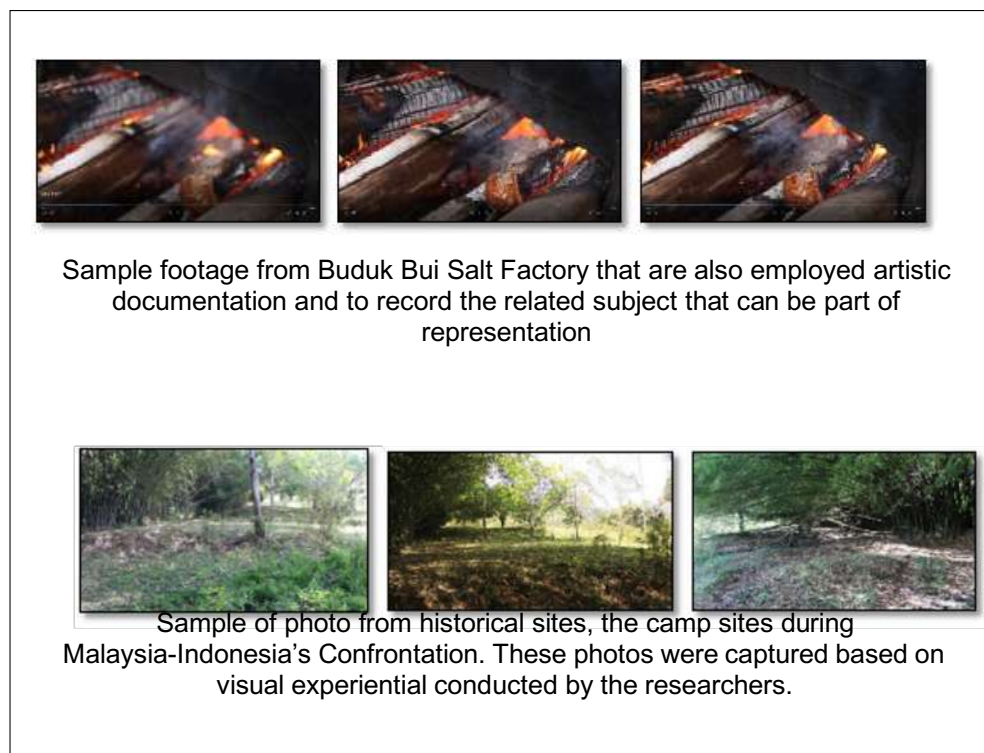 Sample footage from Buduk Bui Salt Factory that are also employed artistic
documentation and to record the related subject that can be part of
representation
Sample of photo from historical sites, the camp sites during
Malaysia-Indonesia’s Confrontation. These photos were captured based on
visual experiential conducted by the researchers.